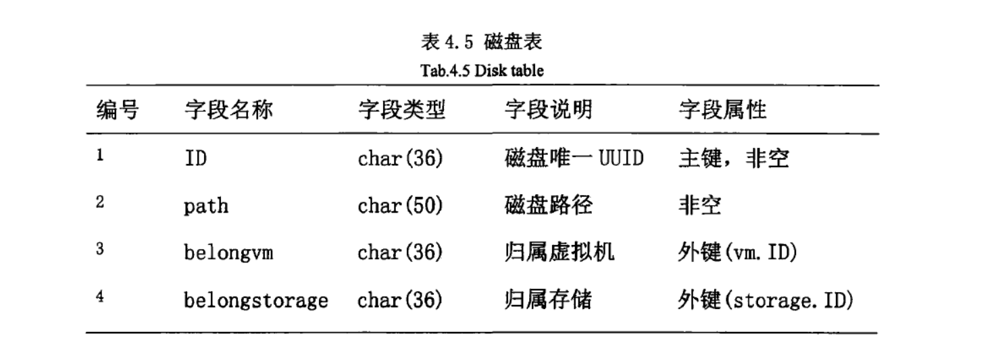 表 4.5 磁盘表
Tab.4.5 Disk table
编号 字段名称 字段类型 字段说明 字段属性
1 ID char(36) 磁盘唯一 UUID 主键，非空
2 path char(50) 磁盘路径 非空
3 belongvm char(36) 归属虚拟机 外键(vm.ID)
4 belongstorage char(36) 归属存储 外键(storage.ID)